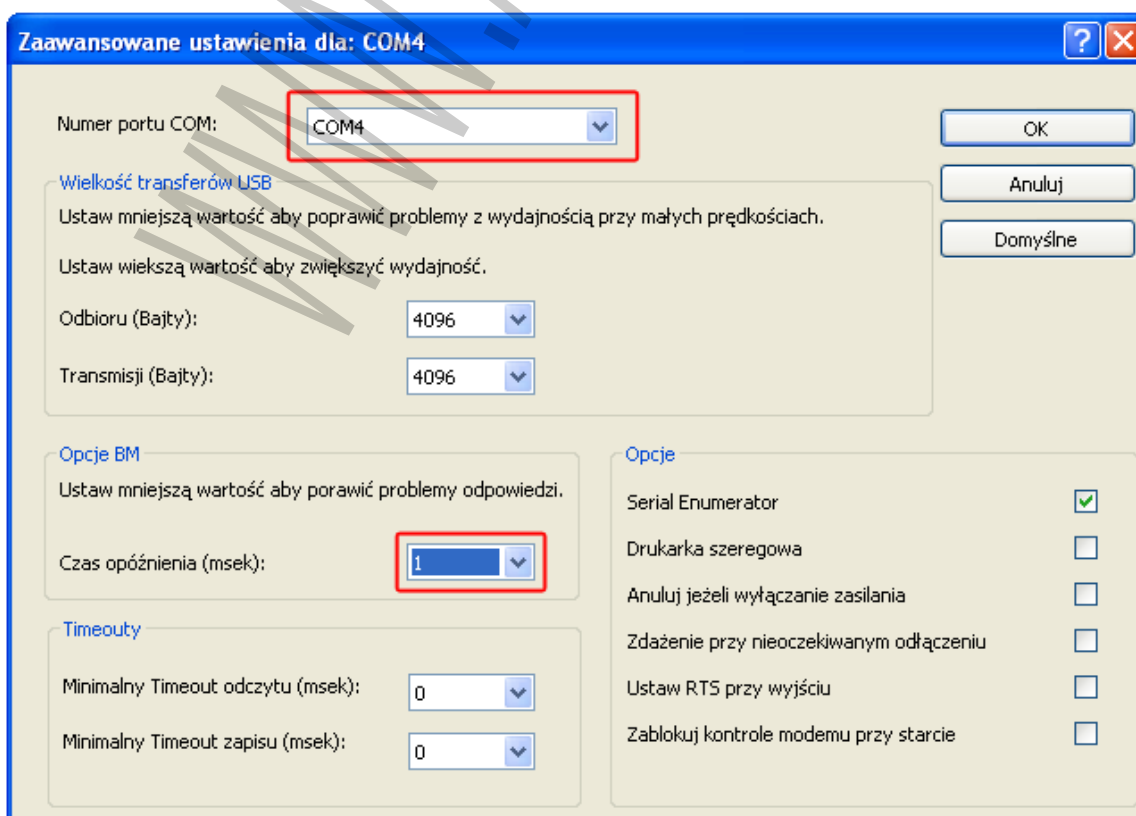 Zaawansowane ustawienia dla: COM4
Numer portu COM: COM4
OK
Wielkość transferów USB
Anuluj
Ustaw mniejszą wartość aby poprawić problemy z wydajnością przy małych prędkościach.
Domyślne
Ustaw wiekszą wartość aby zwiększyć wydajność.
Odbioru (Bajty): 4096
Transmisji (Bajty): 4096
Opcje BM
Ustaw mniejszą wartość aby porawić problemy odpowiedzi.
Czas opóźnienia (msek): 1
Timeouty
Minimalny Timeout odczytu (msek): 0
Minimalny Timeout zapisu (msek): 0
Opcje
Serial Enumerator
Drukarka szeregowa
Anuluj jeżeli wyłączanie zasilania
Zdażenie przy nieoczekiwanym odłączeniu
Ustaw RTS przy wyjściu
Zablokuj kontrole modemu przy starcie
www.